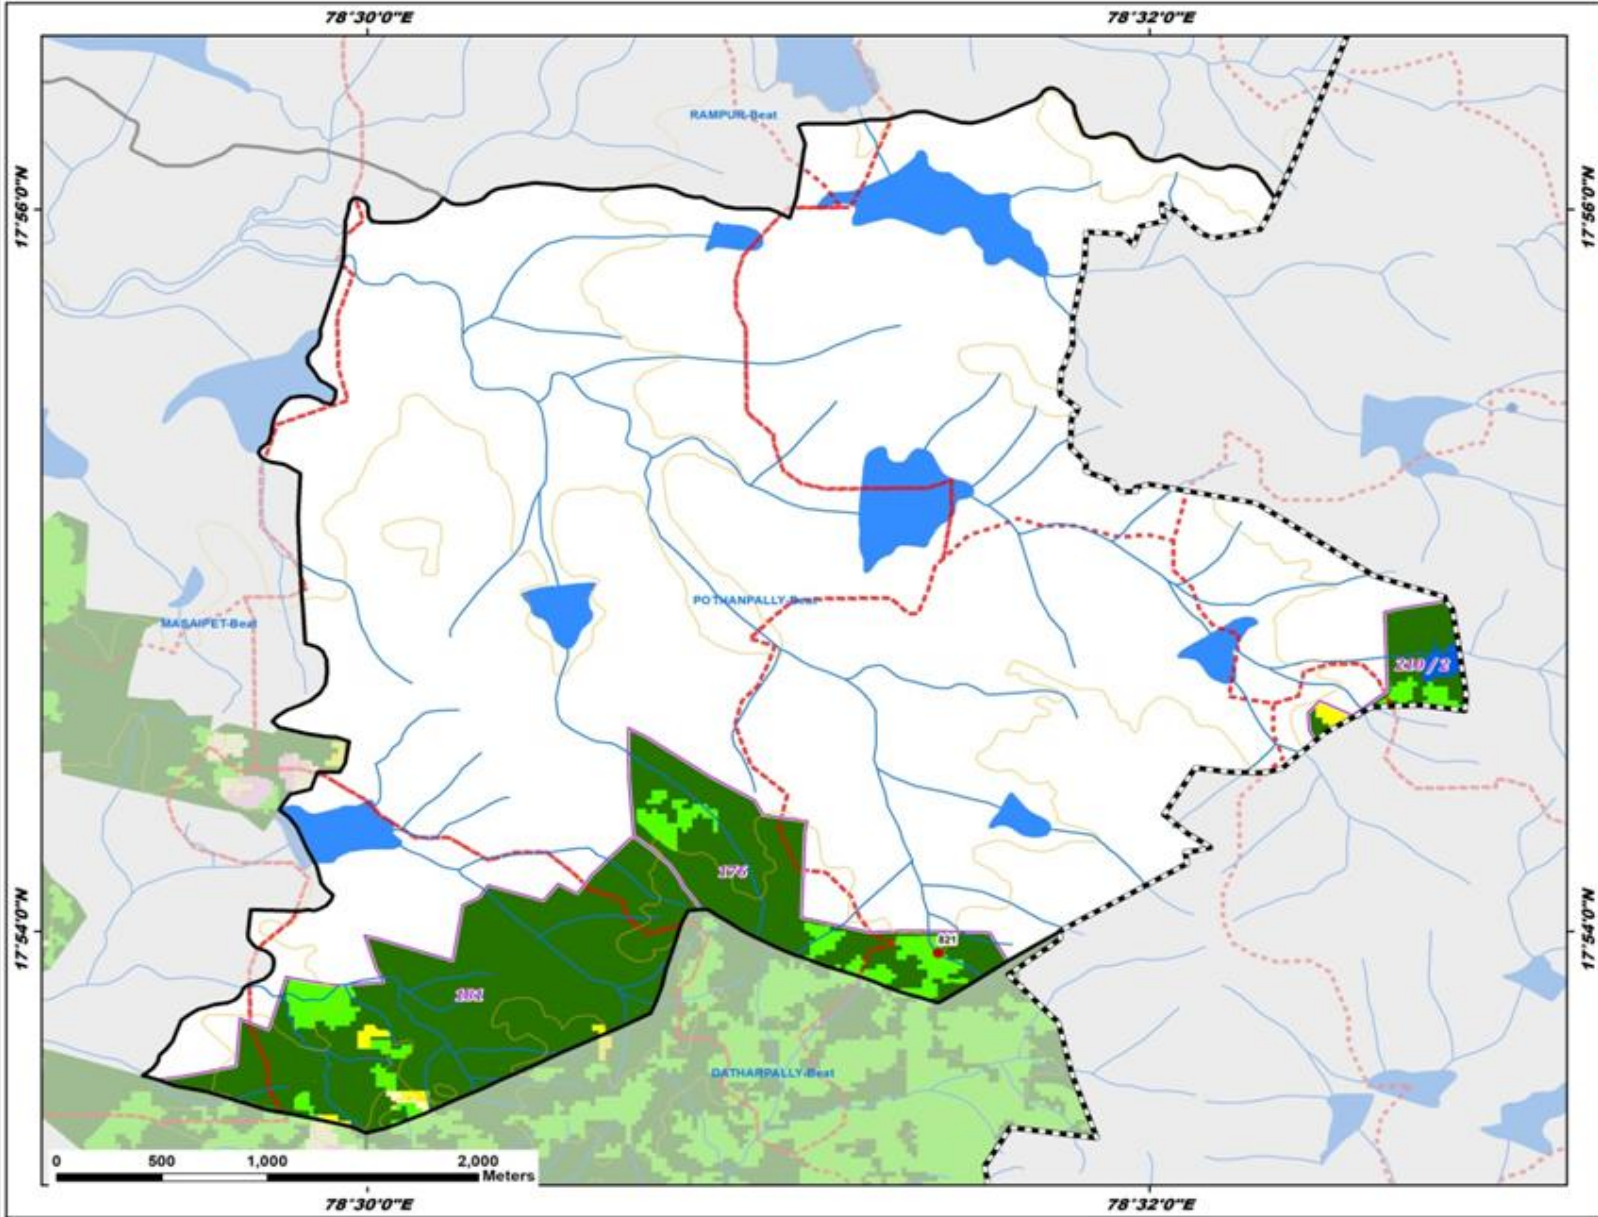 78°30'0"E 78°32'0"E
RAMPUR-Beat
17°56'0"N 17°56'0"N
POTHANPALLY-Beat
MASAIPET-Beat
210/2
176
17°54'0"N 17°54'0"N
821
181
DATHARPALLY-Beat
0 500 1,000 2,000
Meters
78°30'0"E 78°32'0"E